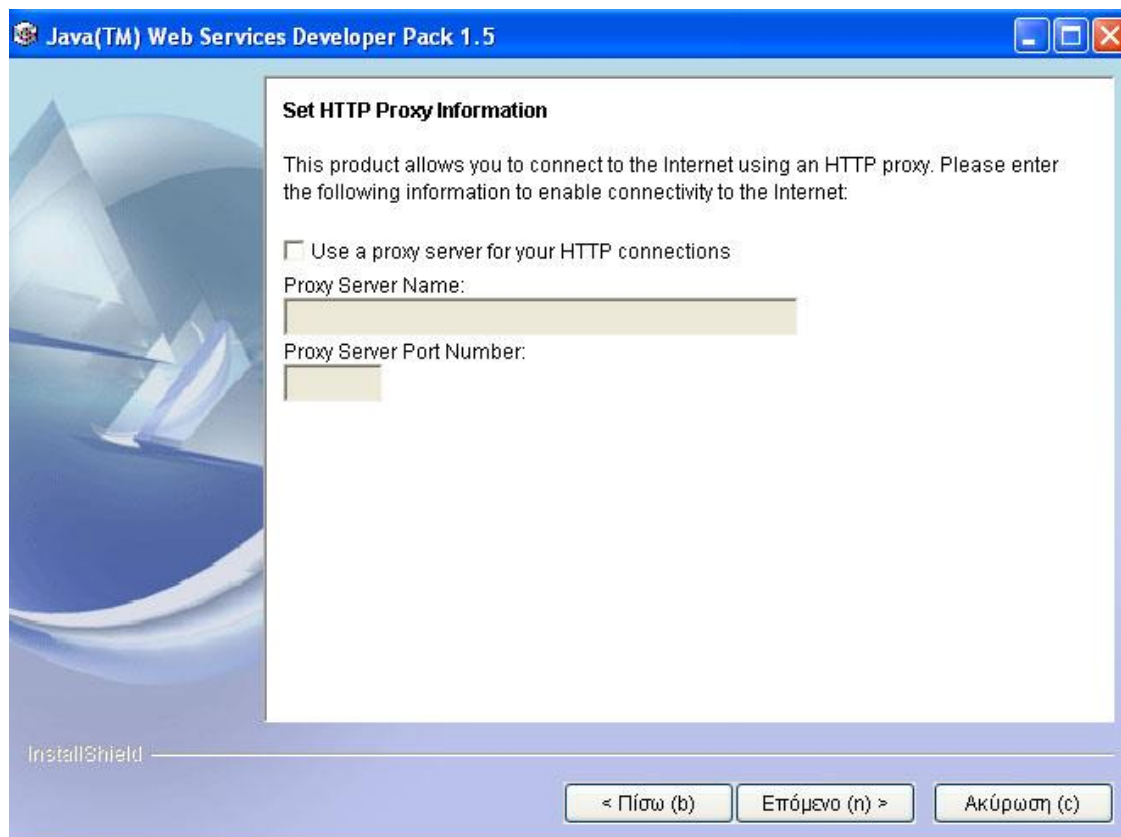 Java(TM) Web Services Developer Pack 1.5
Set HTTP Proxy Information
This product allows you to connect to the Internet using an HTTP proxy. Please enter
the following information to enable connectivity to the Internet:
Use a proxy server for your HTTP connections
Proxy Server Name:
Proxy Server Port Number:
InstallShield
< Πίσω (b) Επόμενο (n) > Ακύρωση (c)